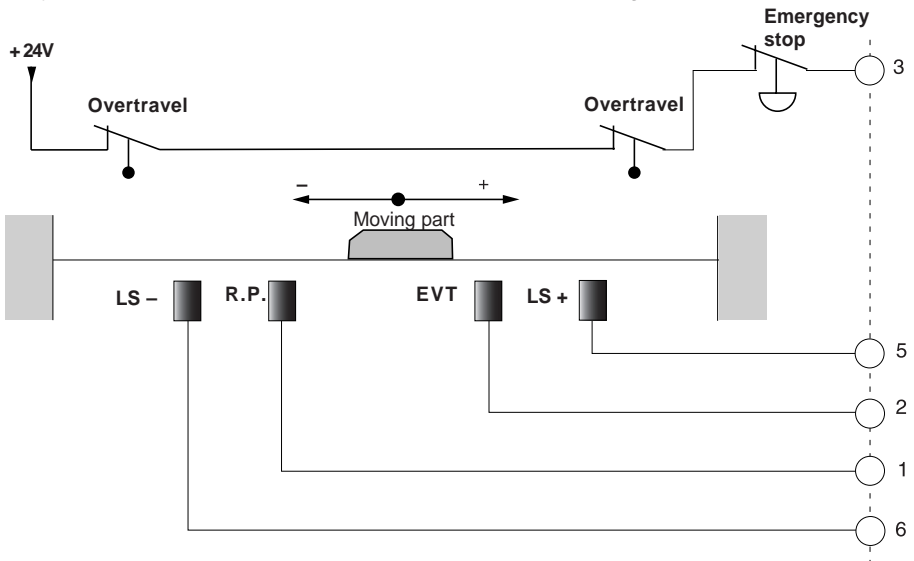 Emergency
stop
+24V
3
Overtravel
Overtravel
– +
Moving part
LS – R.P. EVT LS +
5
2
1
6